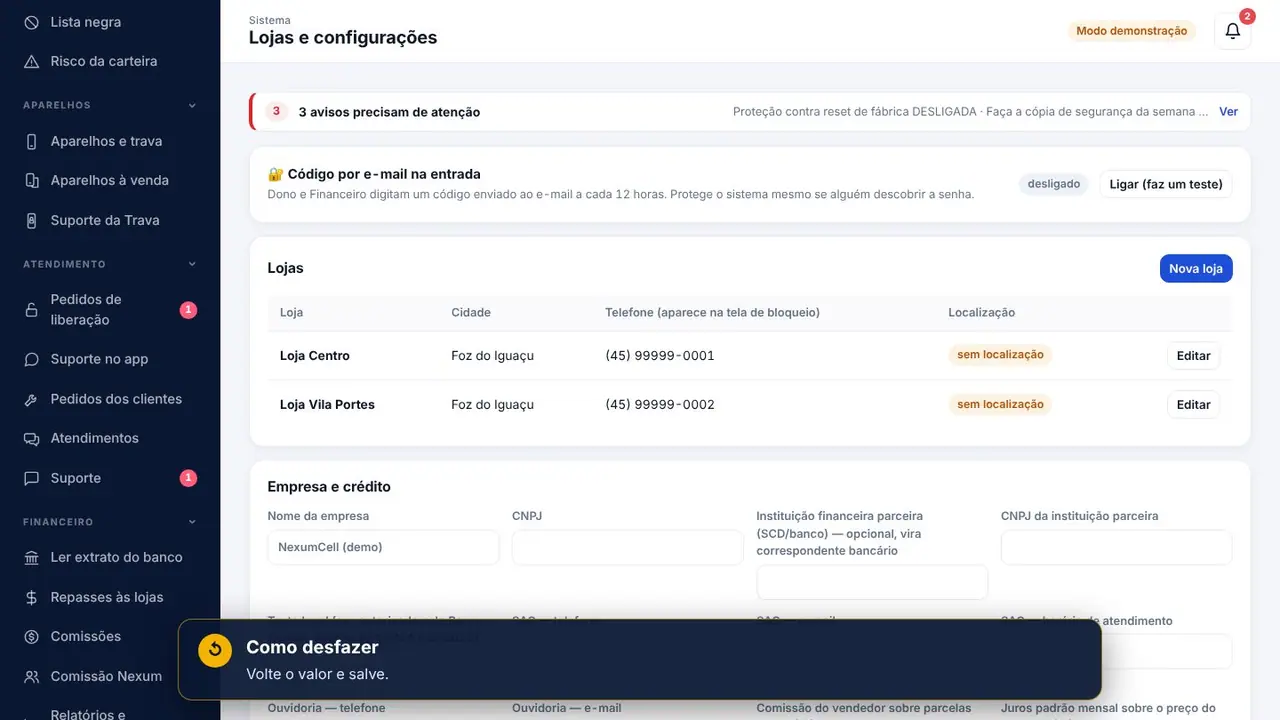 Lista negra
Risco da carteira
APARELHOS
Aparelhos e trava
Aparelhos à venda
Suporte da Trava
ATENDIMENTO
Pedidos de
liberação
1
Suporte no app
Pedidos dos clientes
Atendimentos
Suporte
1
FINANCEIRO
Ler extrato do banco
Repasses às lojas
Comissões
Comissão Nexum
Relatórios e
Sistema
Lojas e configurações
Modo demonstração
2
3
3 avisos precisam de atenção
Proteção contra reset de fábrica DESLIGADA · Faça a cópia de segurança da semana ...
Ver
🔐 Código por e-mail na entrada
Dono e Financeiro digitam um código enviado ao e-mail a cada 12 horas. Protege o sistema mesmo se alguém descobrir a senha.
desligado
Ligar (faz um teste)
Lojas
Nova loja
Loja Cidade Telefone (aparece na tela de bloqueio) Localização
Loja Centro Foz do Iguaçu (45) 99999-0001 sem localização Editar
Loja Vila Portes Foz do Iguaçu (45) 99999-0002 sem localização Editar
Empresa e crédito
Nome da empresa
NexumCell (demo)
CNPJ
Instituição financeira parceira
(SCD/banco) — opcional, vira
correspondente bancário
CNPJ da instituição parceira
atendimento
Como desfazer
Volte o valor e salve.
Ouvidoria — telefone
Ouvidoria — e-mail
Comissão do vendedor sobre parcelas
Juros padrão mensal sobre o preço do